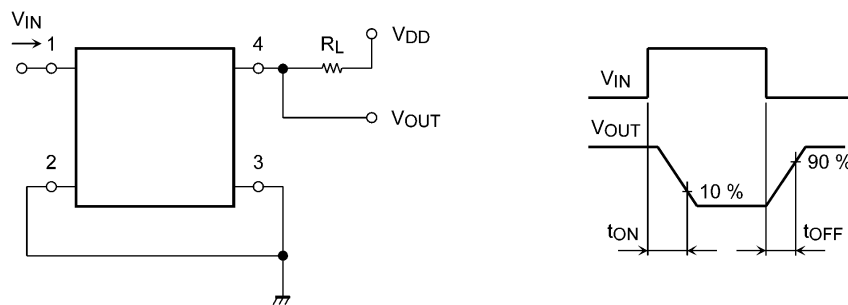 VIN
1
4
RL
VDD
VOUT
2
3
VIN
VOUT
10 %
90 %
tON
tOFF